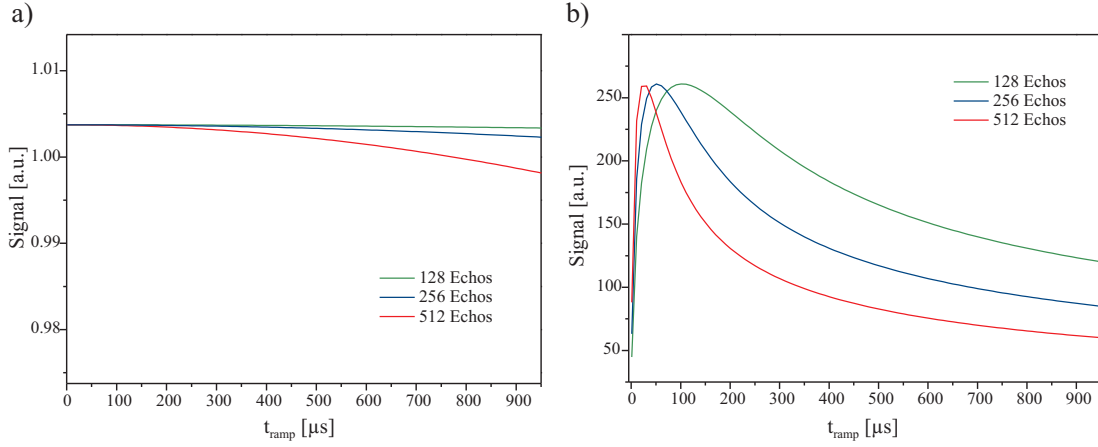 a)
Signal [a.u.]
1.01
1.00
0.99
0.98
128 Echos
256 Echos
512 Echos
0 100 200 300 400 500 600 700 800 900
t_ramp [µs]
b)
Signal [a.u.]
250
200
150
100
50
128 Echos
256 Echos
512 Echos
0 100 200 300 400 500 600 700 800 900
t_ramp [µs]